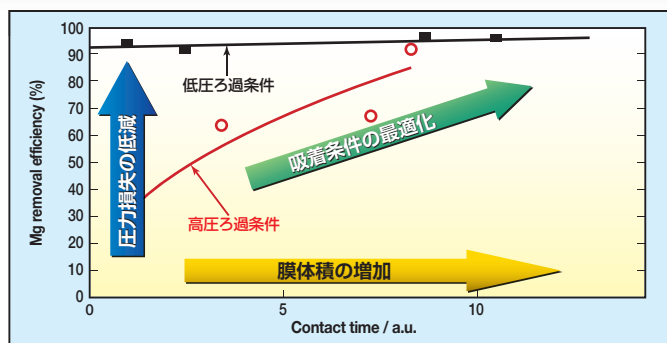 Mg removal efficiency (%)
100
90
80
70
60
50
40
30
20
10
0
圧力損失の低減
低圧ろ過条件
吸着条件の最適化
高圧ろ過条件
膜体積の増加
0
5
10
Contact time / a.u.